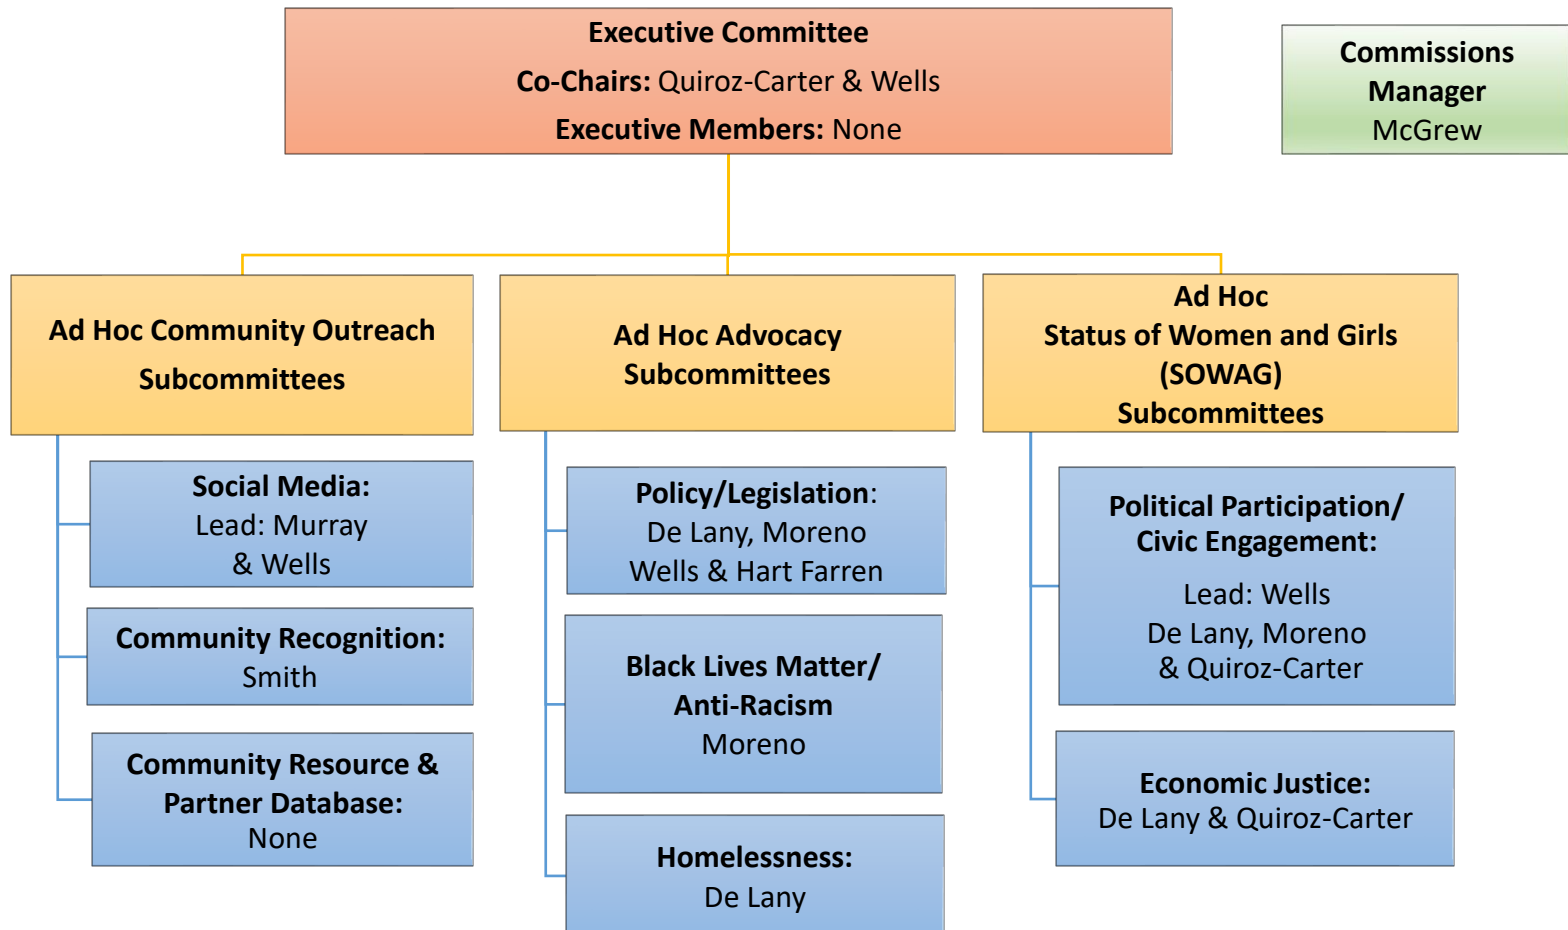 Executive Committee
Co-Chairs: Quiroz-Carter & Wells
Executive Members: None
Commissions
Manager
McGrew
Ad Hoc Community Outreach
Subcommittees
Social Media:
Lead: Murray
& Wells
Community Recognition:
Smith
Community Resource &
Partner Database:
None
Ad Hoc Advocacy
Subcommittees
Policy/Legislation:
De Lany, Moreno
Wells & Hart Farren
Black Lives Matter/
Anti-Racism
Moreno
Homelessness:
De Lany
Ad Hoc
Status of Women and Girls
(SOWAG)
Subcommittees
Political Participation/
Civic Engagement:
Lead: Wells
De Lany, Moreno
& Quiroz-Carter
Economic Justice:
De Lany & Quiroz-Carter